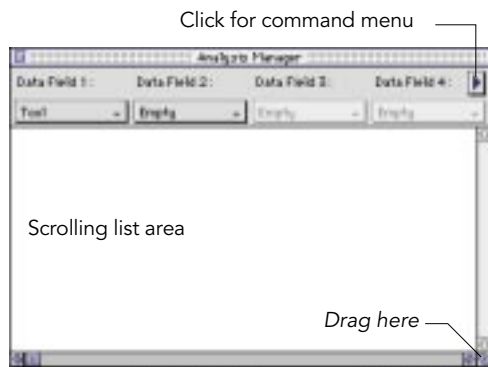 Click for command menu
Analysis Manager
Data Field 1: Data Field 2: Data Field 3: Data Field 4:
Text Empty Empty Empty
Scrolling list area
Drag here